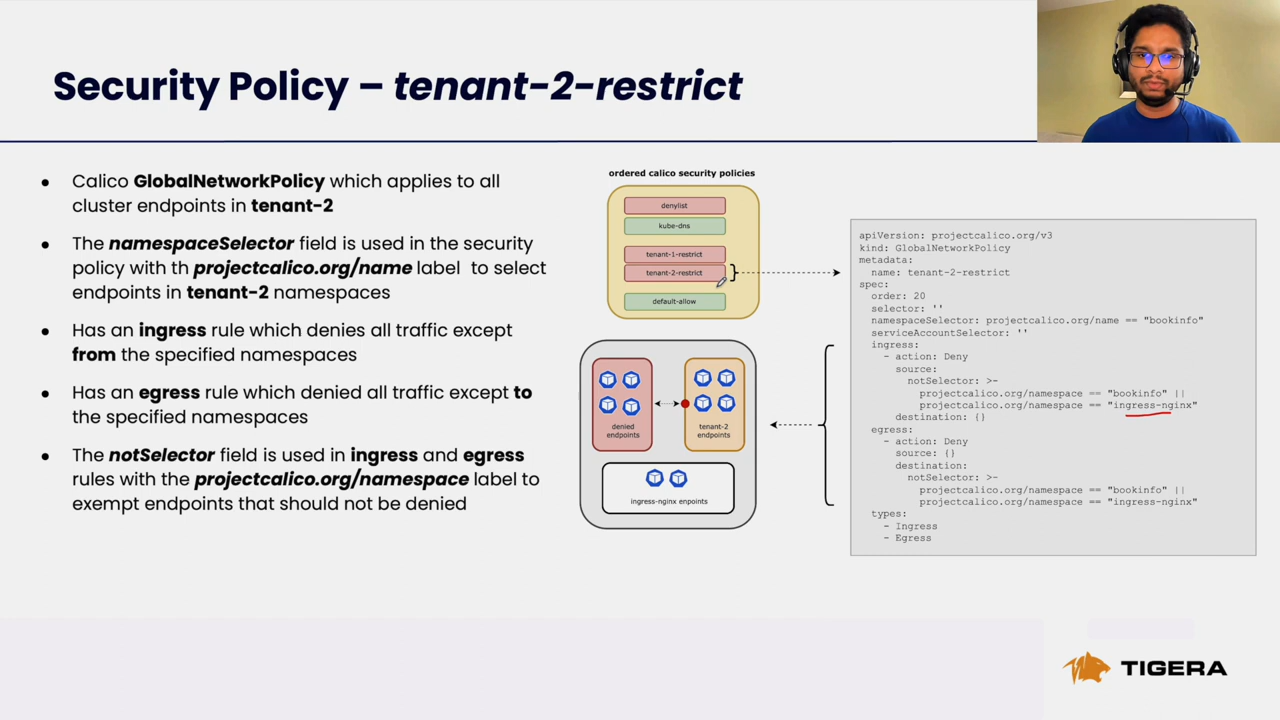 Security Policy – tenant-2-restrict
● Calico GlobalNetworkPolicy which applies to all
cluster endpoints in tenant-2
● The namespaceSelector field is used in the security
policy with th projectcalico.org/name label to select
endpoints in tenant-2 namespaces
● Has an ingress rule which denies all traffic except
from the specified namespaces
● Has an egress rule which denied all traffic except to
the specified namespaces
● The notSelector field is used in ingress and egress
rules with the projectcalico.org/namespace label to
exempt endpoints that should not be denied
ordered calico security policies
denylist
kube-dns
tenant-1-restrict
tenant-2-restrict
default-allow
denied
endpoints
tenant-2
endpoints
ingress-nginx enpoints
apiVersion: projectcalico.org/v3
kind: GlobalNetworkPolicy
metadata:
  name: tenant-2-restrict
spec:
  order: 20
  selector: ''
  namespaceSelector: projectcalico.org/name == "bookinfo"
  serviceAccountSelector: ''
  ingress:
    - action: Deny
      source:
        notSelector: >-
          projectcalico.org/namespace == "bookinfo" ||
          projectcalico.org/namespace == "ingress-nginx"
      destination: {}
  egress:
    - action: Deny
      source: {}
      destination:
        notSelector: >-
          projectcalico.org/namespace == "bookinfo" ||
          projectcalico.org/namespace == "ingress-nginx"
  types:
    - Ingress
    - Egress
TIGERA